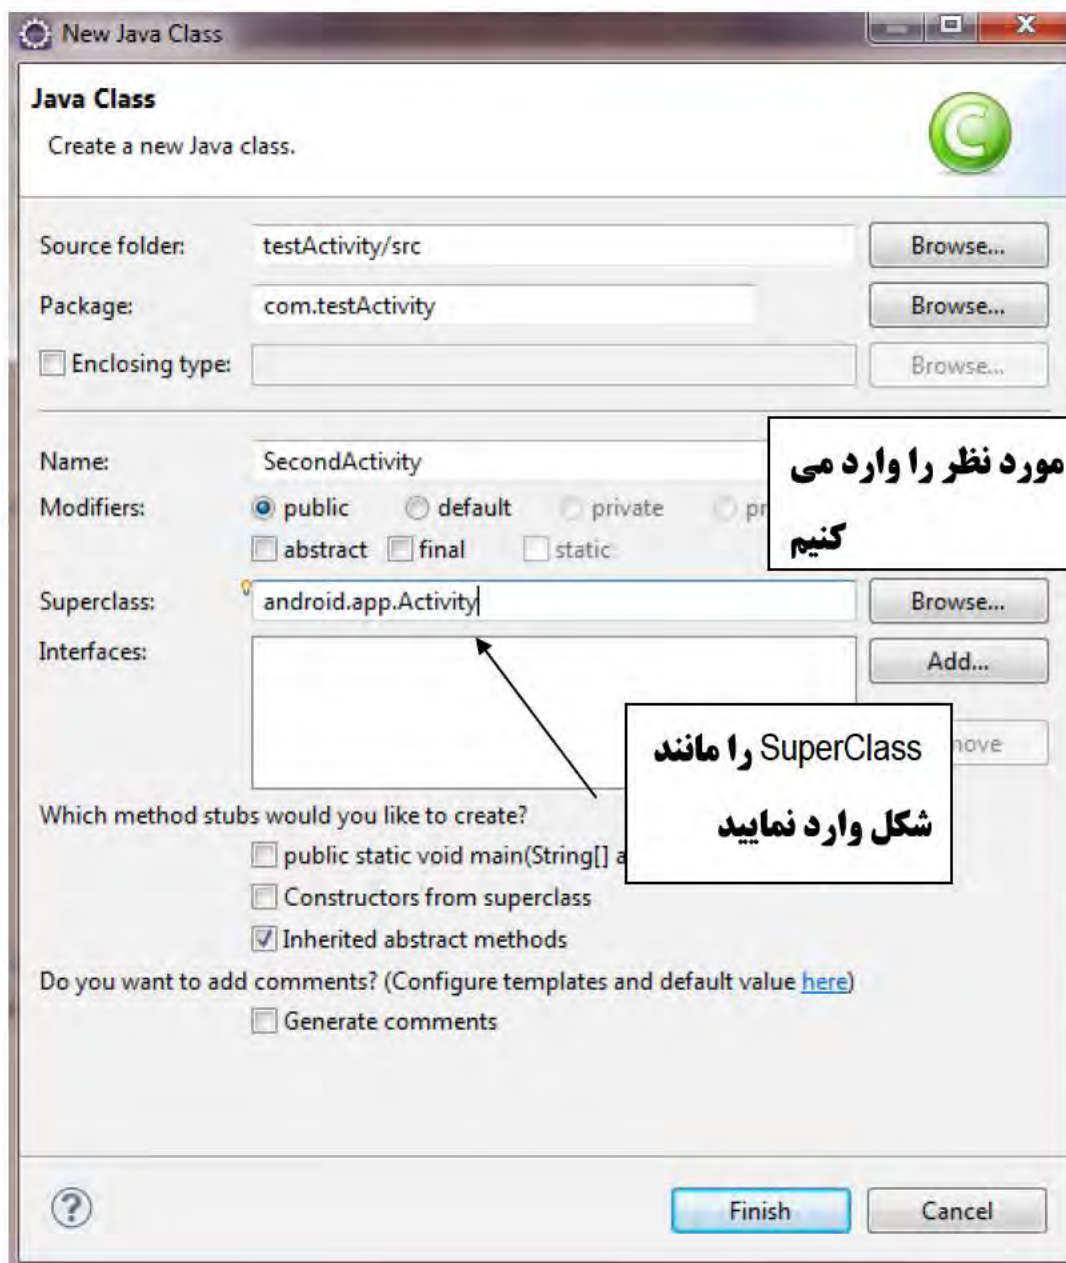 New Java Class
Java Class
Create a new Java class.
Source folder: testActivity/src Browse...
Package: com.testActivity Browse...
Enclosing type: Browse...
Name: SecondActivity
مورد نظر را وارد می
کنیم
Modifiers: public default private
abstract final static
Superclass: android.app.Activity Browse...
Interfaces: Add...
SuperClass را مانند
شکل وارد نمایید
Which method stubs would you like to create?
public static void main(String[]
Constructors from superclass
Inherited abstract methods
Do you want to add comments? (Configure templates and default value here)
Generate comments
Finish Cancel